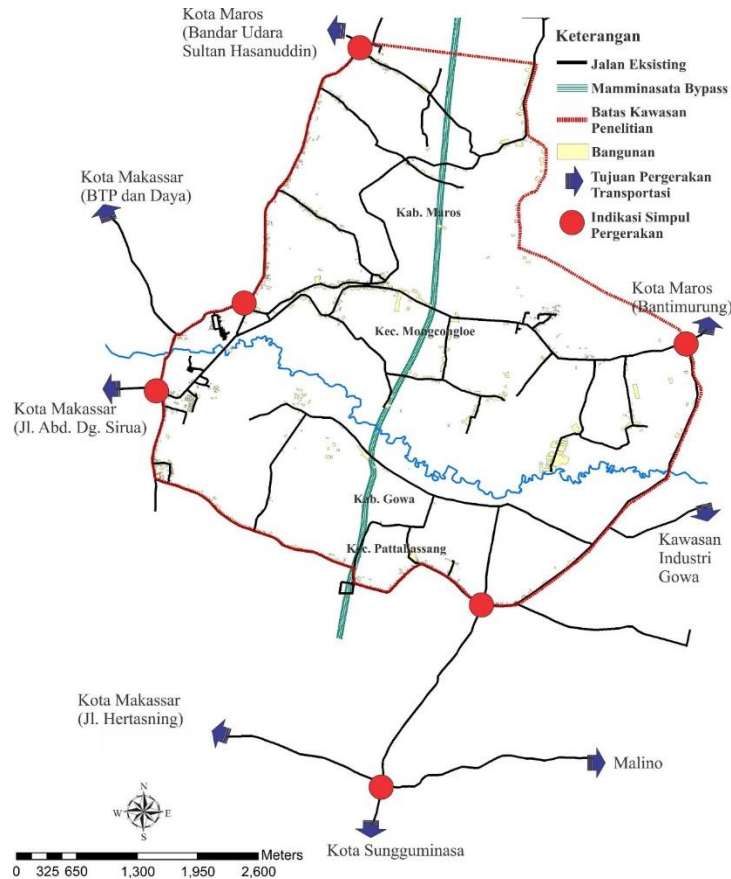 Kota Maros
(Bandar Udara
Sultan Hasanuddin)
Keterangan
Jalan Eksisting
Mamminasata Bypass
Batas Kawasan
Penelitian
Bangunan
Tujuan Pergerakan
Transportasi
Indikasi Simpul
Pergerakan
Kota Makassar
(BTP dan Daya)
Kab. Maros
Kota Maros
(Bantimurung)
Kec. Moncongloe
Kota Makassar
(Jl. Abd. Dg. Sirua)
Kab. Gowa
Kec. Pattallassang
Kawasan
Industri
Gowa
Kota Makassar
(Jl. Hertasning)
Malino
Kota Sungguminasa
N
W
E
S
Meters
0 325 650 1,300 1,950 2,600